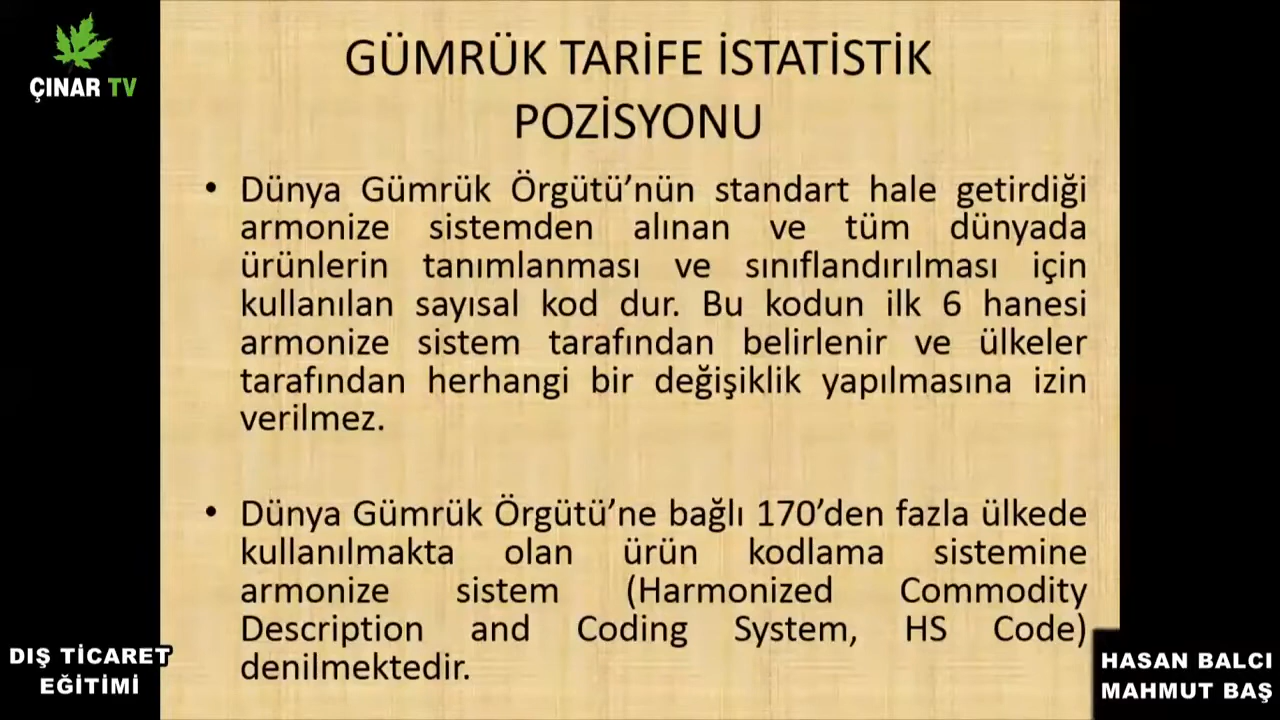 ÇINAR TV
GÜMRÜK TARİFE İSTATİSTİK
POZİSYONU
• Dünya Gümrük Örgütü’nün standart hale getirdiği
armonize sistemden alınan ve tüm dünyada
ürünlerin tanımlanması ve sınıflandırılması için
kullanılan sayısal kod dur. Bu kodun ilk 6 hanesi
armonize sistem tarafından belirlenir ve ülkeler
tarafından herhangi bir değişiklik yapılmasına izin
verilmez.
• Dünya Gümrük Örgütü’ne bağlı 170’den fazla ülkede
kullanılmakta olan ürün kodlama sistemine
armonize sistem (Harmonized Commodity
Description and Coding System, HS Code)
denilmektedir.
DIŞ TİCARET
EĞİTİMİ
HASAN BALCI
MAHMUT BAŞ